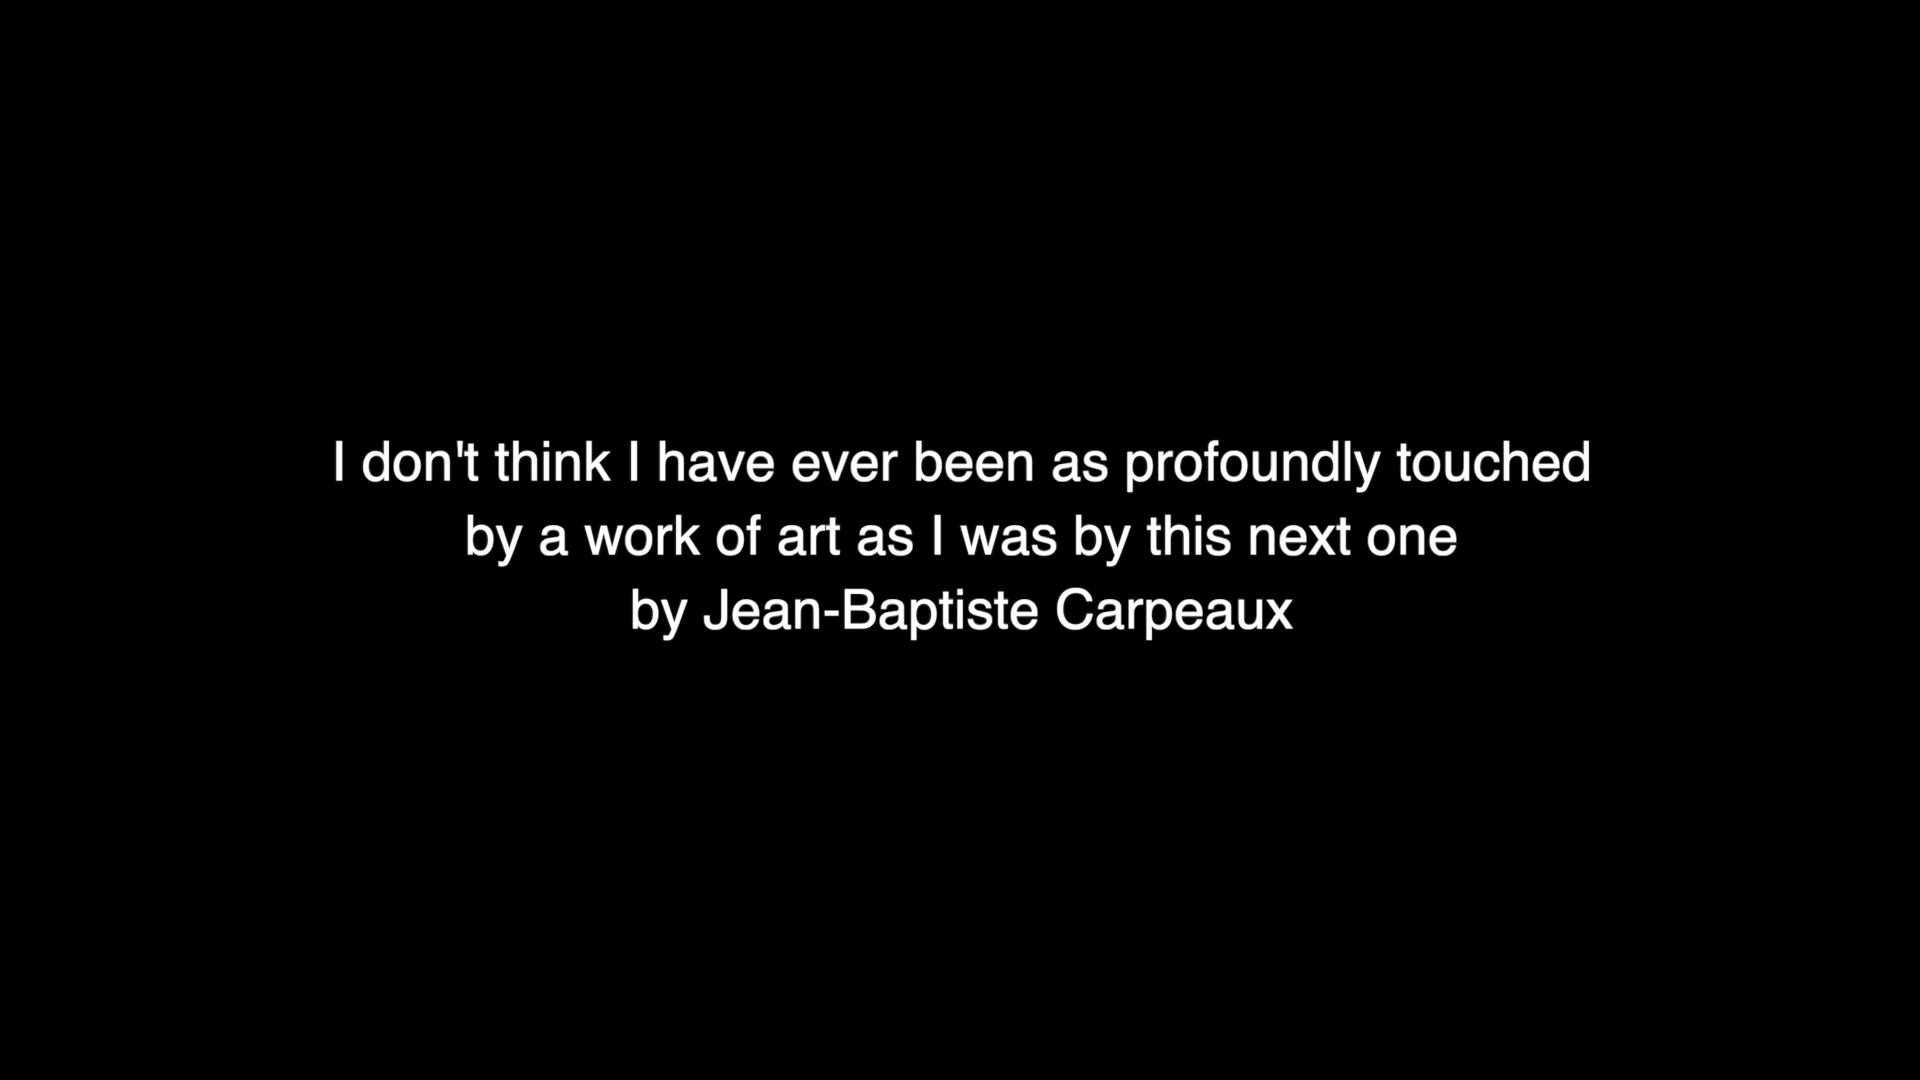 I don't think I have ever been as profoundly touched
by a work of art as I was by this next one
by Jean-Baptiste Carpeaux